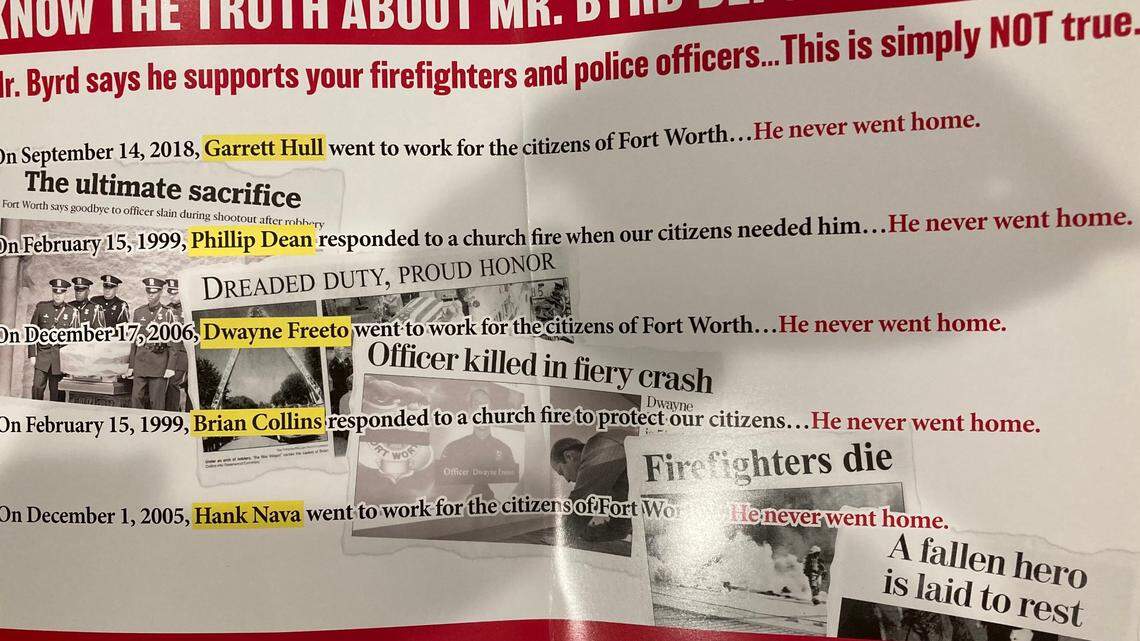 KNOW THE TRUTH ABOUT MR. BYRD
Mr. Byrd says he supports your firefighters and police officers...This is simply NOT true.
On September 14, 2018, Garrett Hull went to work for the citizens of Fort Worth…He never went home.
The ultimate sacrifice
Fort Worth says goodbye to officer slain during shootout after robbery
On February 15, 1999, Phillip Dean responded to a church fire when our citizens needed him…He never went home.
DREADED DUTY, PROUD HONOR
On December 17, 2006, Dwayne Freeto went to work for the citizens of Fort Worth…He never went home.
Officer killed in fiery crash
Dwayne
On February 15, 1999, Brian Collins responded to a church fire to protect our citizens…He never went home.
Officer Dwayne Freeto
Firefighters die
On December 1, 2005, Hank Nava went to work for the citizens of Fort Wor He never went home.
A fallen hero
is laid to rest